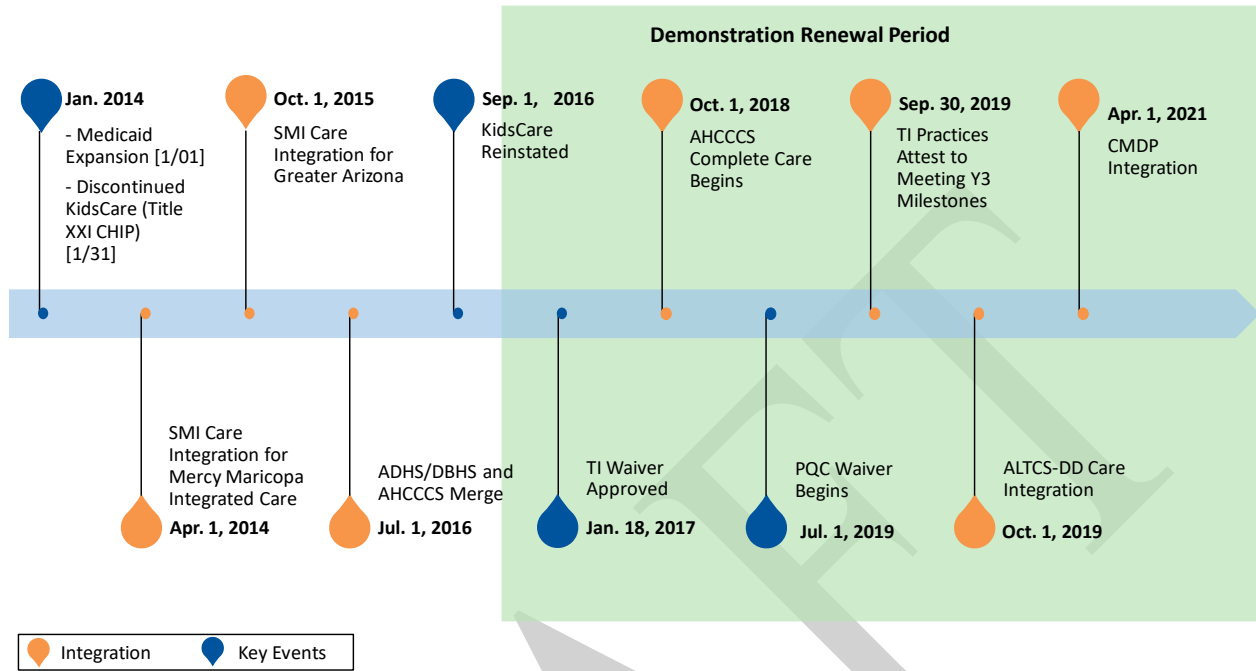 Demonstration Renewal Period
Jan. 2014
- Medicaid
Expansion [1/01]
- Discontinued
KidsCare (Title
XXI CHIP)
[1/31]
Oct. 1, 2015
SMI Care
Integration for
Greater Arizona
Sep. 1, 2016
KidsCare
Reinstated
Oct. 1, 2018
AHCCCS
Complete Care
Begins
Sep. 30, 2019
TI Practices
Attest to
Meeting Y3
Milestones
Apr. 1, 2021
CMDP
Integration
SMI Care
Integration for
Mercy Maricopa
Integrated Care
Apr. 1, 2014
ADHS/DBHS and
AHCCCS Merge
Jul. 1, 2016
TI Waiver
Approved
Jan. 18, 2017
PQC Waiver
Begins
Jul. 1, 2019
ALTCS-DD Care
Integration
Oct. 1, 2019
Integration
Key Events